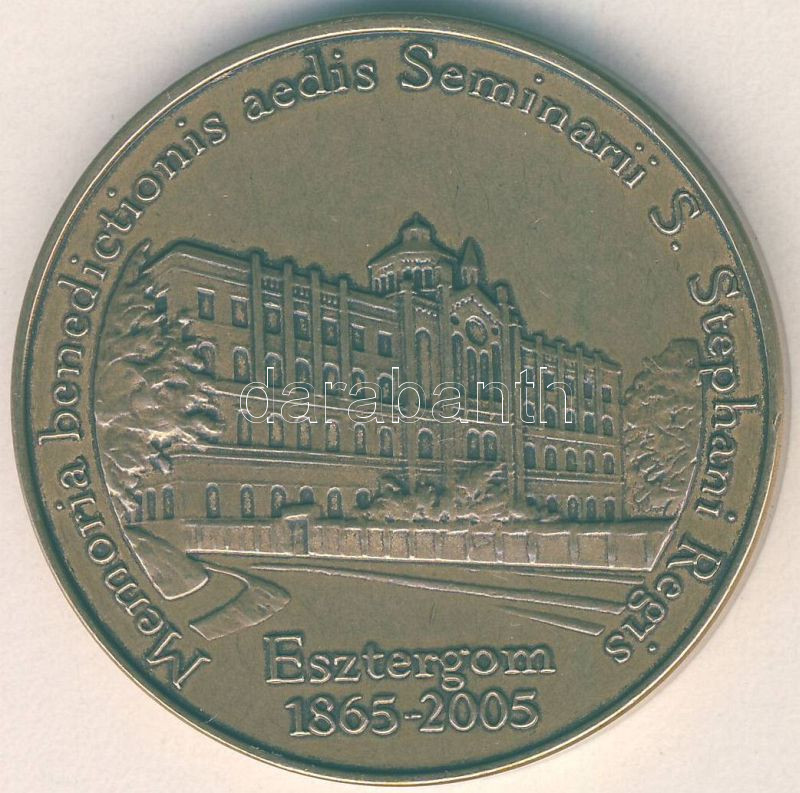 Memoria benedictionis aedis Seminarii S. Stephani Regis
darabanth
Esztergom
1865-2005